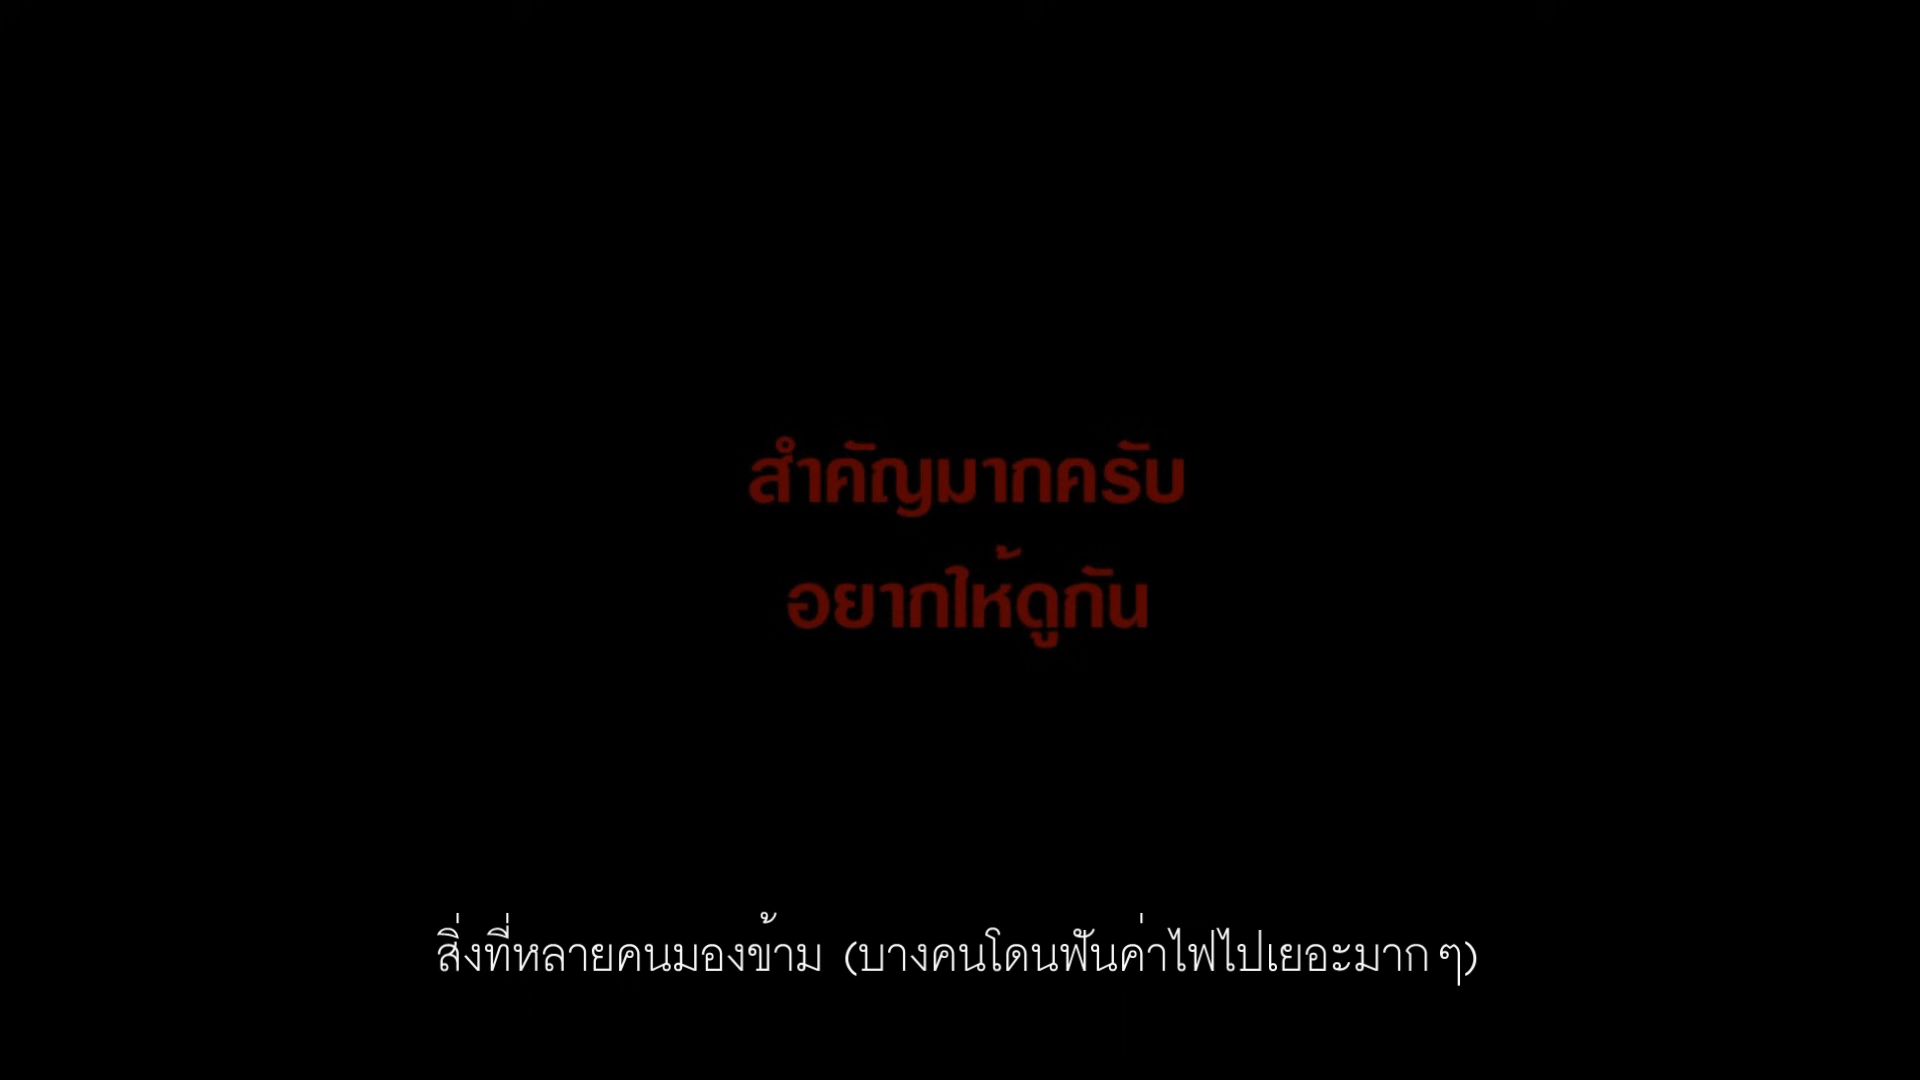 สำคัญมากครับ
อยากให้ดูกัน
สิ่งที่หลายคนมองข้าม (บางคนโดนฟันค่าไฟไปเยอะมาก ๆ)